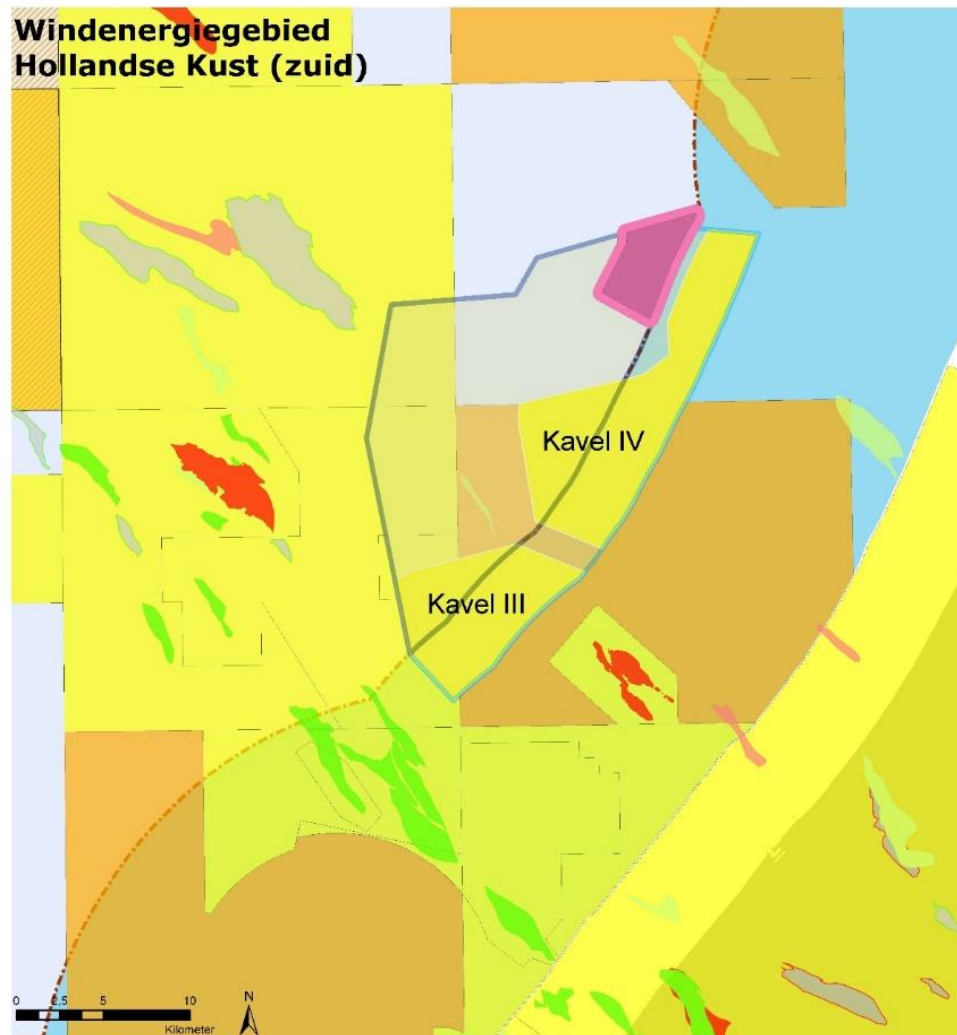 Windenergiegebied
Hollandse Kust (zuid)
Kavel IV
Kavel III
0 2,5 5 10
Kilometer
N